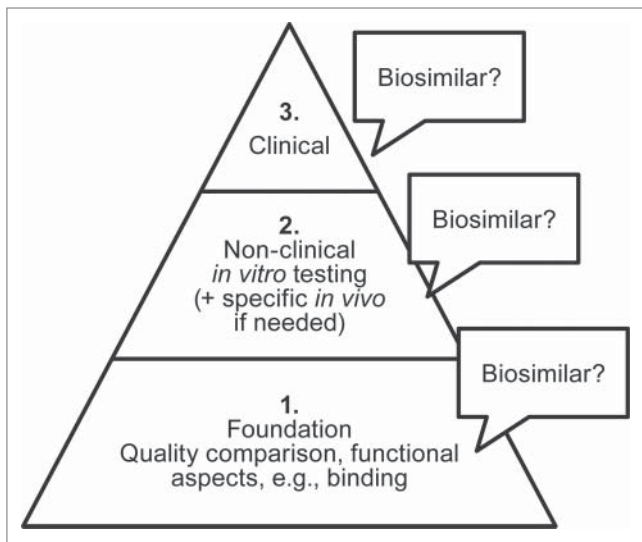 Biosimilar?
3.
Clinical
Biosimilar?
2.
Non-clinical
in vitro testing
(+ specific in vivo
if needed)
Biosimilar?
1.
Foundation
Quality comparison, functional
aspects, e.g., binding